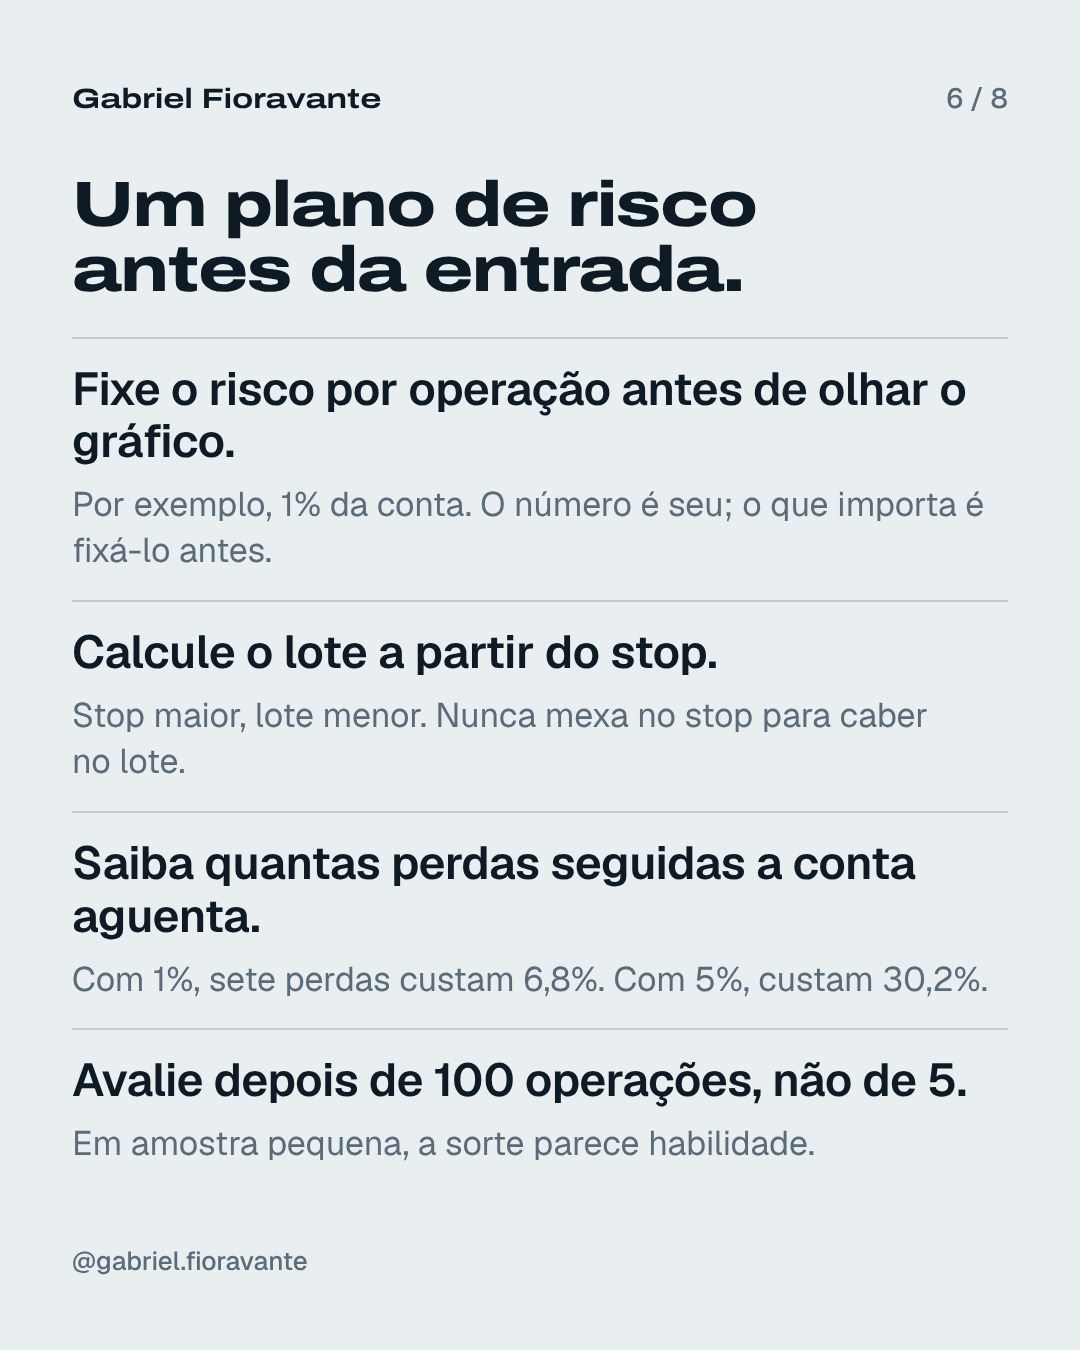 Gabriel Fioravante
6 / 8
Um plano de risco
antes da entrada.
Fixe o risco por operação antes de olhar o
gráfico.
Por exemplo, 1% da conta. O número é seu; o que importa é
fixá-lo antes.
Calcule o lote a partir do stop.
Stop maior, lote menor. Nunca mexa no stop para caber
no lote.
Saiba quantas perdas seguidas a conta
aguenta.
Com 1%, sete perdas custam 6,8%. Com 5%, custam 30,2%.
Avalie depois de 100 operações, não de 5.
Em amostra pequena, a sorte parece habilidade.
@gabriel.fioravante